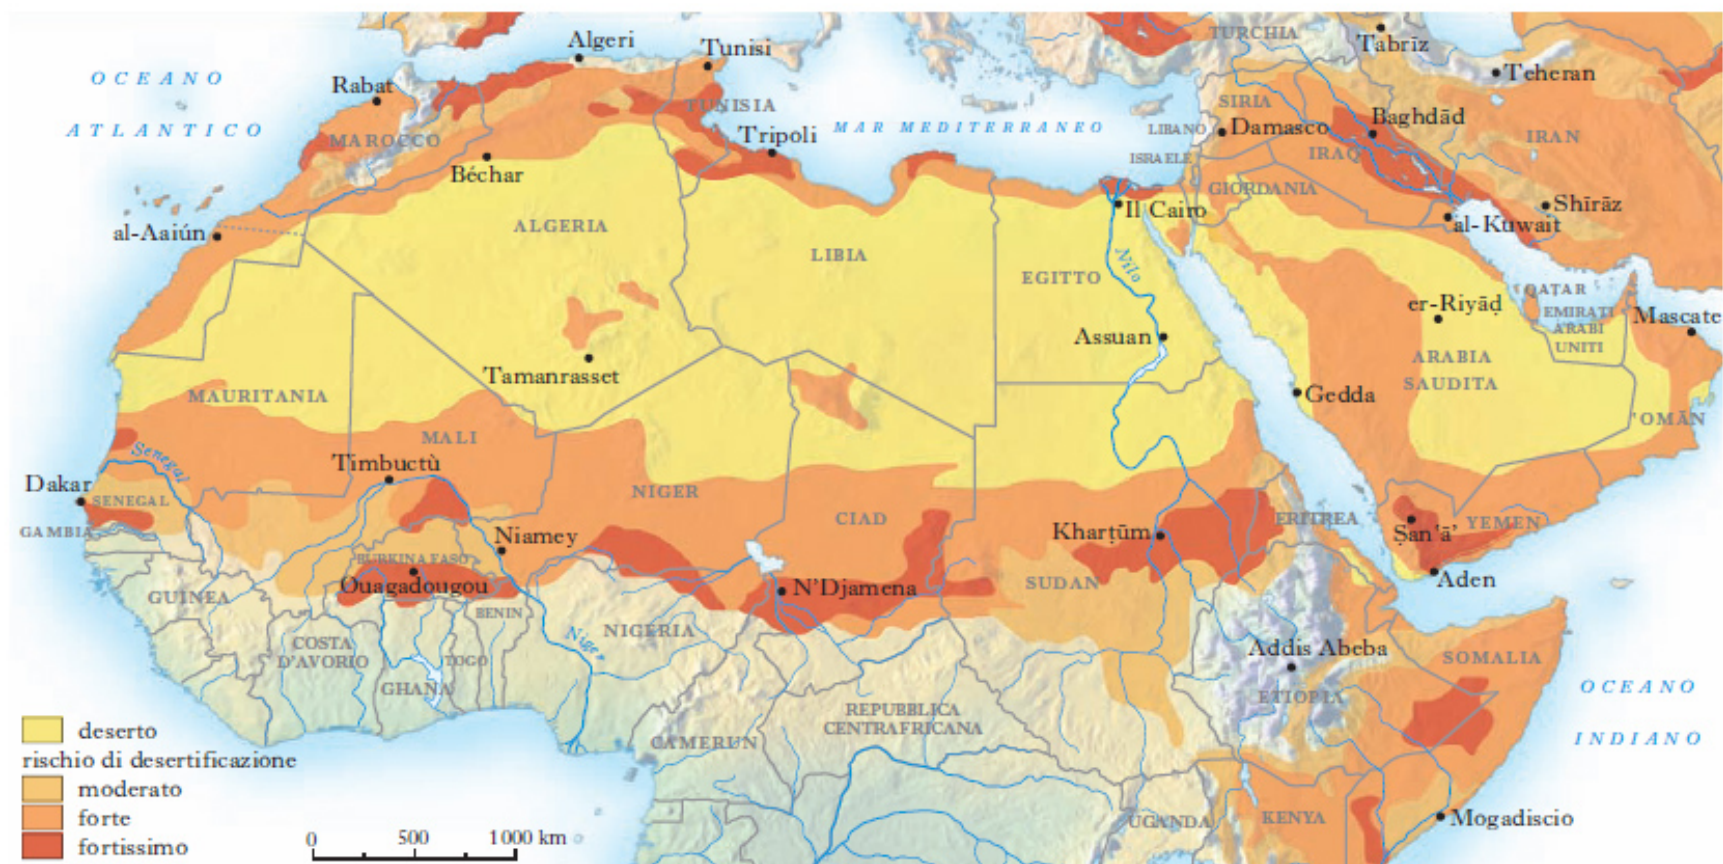 OCEANO
ATLANTICO
Algeri
Tunisi
Rabat
MAROCCO
TUNISIA
Tripoli
MAR MEDITERRANEO
Béchar
al-Aaiún
ALGERIA
LIBIA
EGITTO
Il Cairo
Nilo
Assuan
TURCHIA
Tabrīz
Teheran
SIRIA
LIBANO
Damasco
Baghdād
IRAQ
IRAN
ISRAELE
GIORDANIA
Shīrāz
al-Kuwait
QATAR
er-Riyāḍ
EMIRATI
ARABI
UNITI
Mascate
ARABIA
SAUDITA
Gedda
'OMĀN
Tamanrasset
MAURITANIA
MALI
Timbuctù
Senegal
Dakar
SENEGAL
GAMBIA
NIGER
CIAD
Niamey
BURKINA FASO
Ouagadougou
Kharṭūm
ERITREA
Ṣan'ā'
YEMEN
Aden
N'Djamena
SUDAN
GUINEA
BENIN
COSTA
D'AVORIO
TOGO
GHANA
Niger
NIGERIA
Addis Abeba
ETIOPIA
SOMALIA
OCEANO
INDIANO
REPUBBLICA
CENTRAFRICANA
CAMERUN
UGANDA
KENYA
Mogadiscio
deserto
rischio di desertificazione
moderato
forte
fortissimo
0 500 1000 km